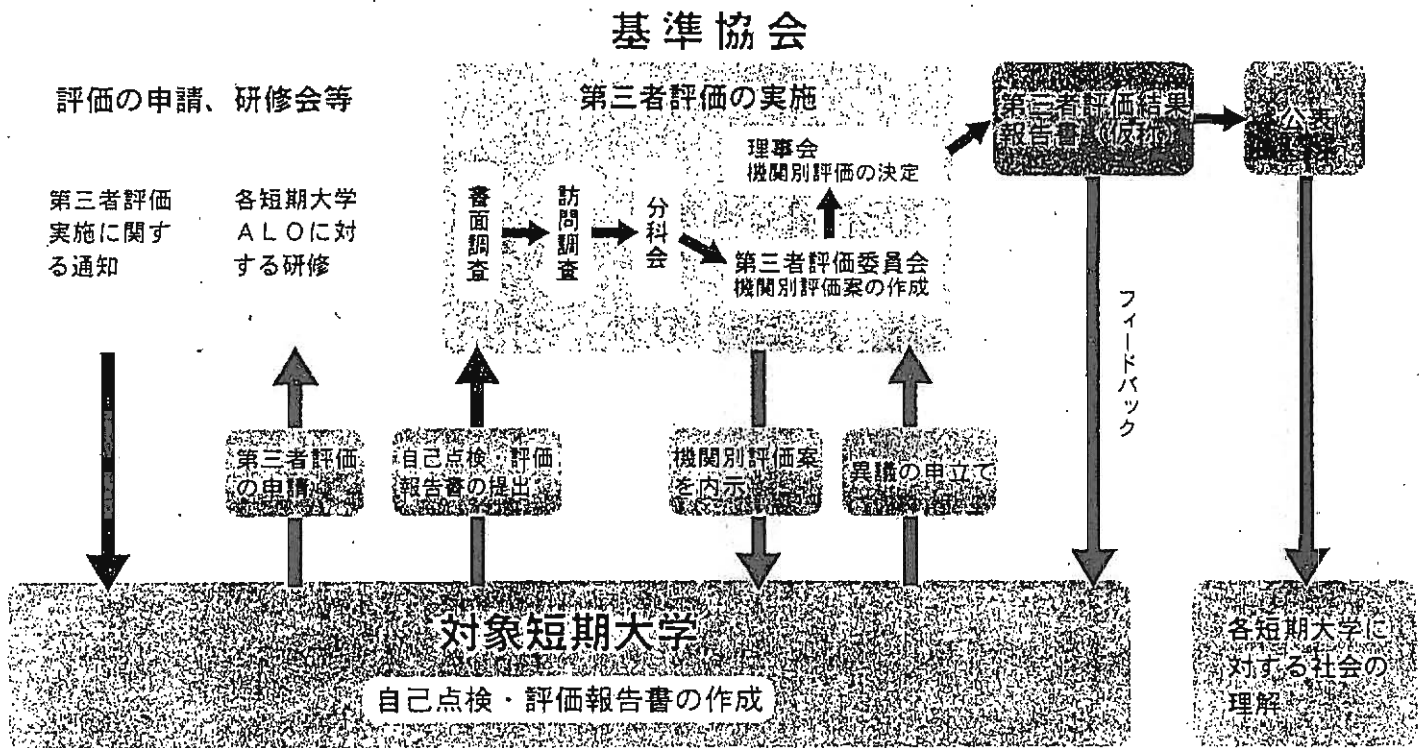 基準協会
評価の申請、研修会等
第三者評価
実施に関す
る通知
各短期大学
ＡＬＯに対
する研修
第三者評価の実施
書面調査
訪問調査
分科会
理事会
機関別評価の決定
第三者評価委員会
機関別評価案の作成
第三者評価結果
報告書（仮称）
公表
フィードバック
第三者評価
の申請
自己点検・評価
報告書の提出
機関別評価案
を内示
異議の申立て
対象短期大学
自己点検・評価報告書の作成
各短期大学に
対する社会の
理解